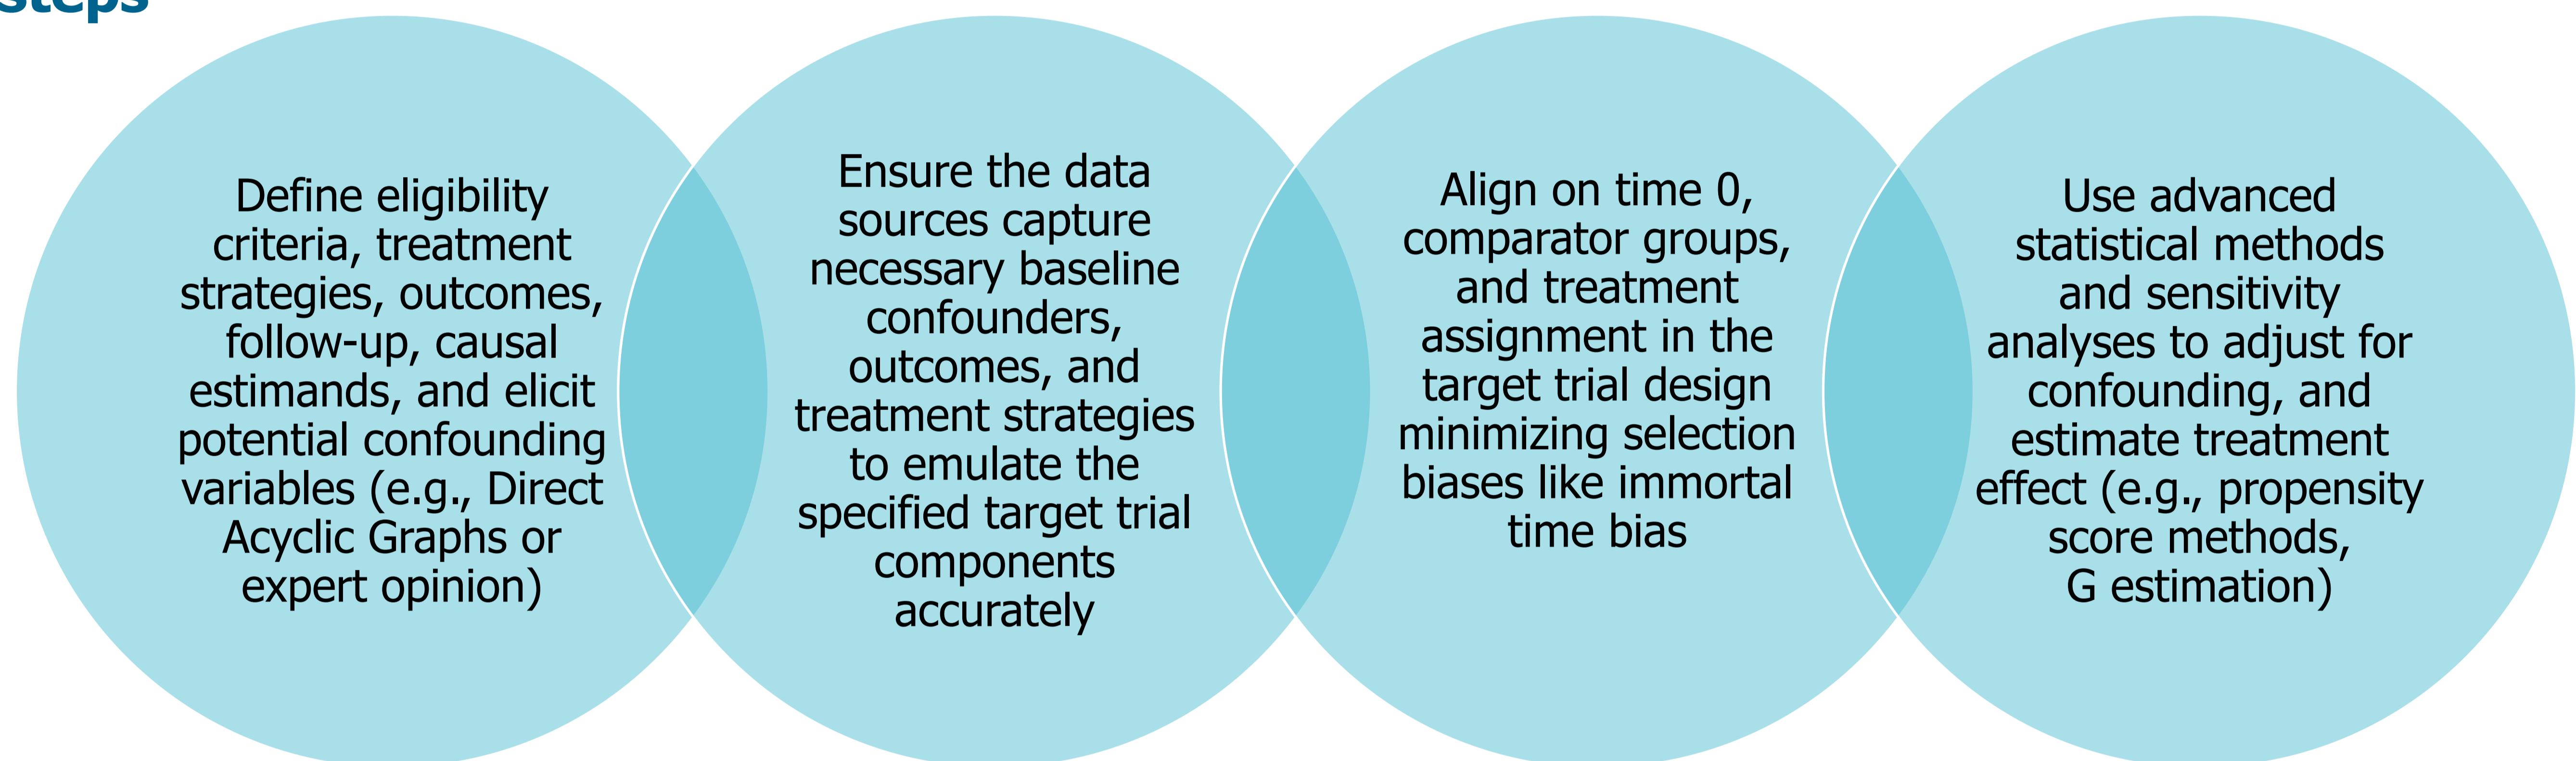 steps
Define eligibility
criteria, treatment
strategies, outcomes,
follow-up, causal
estimands, and elicit
potential confounding
variables (e.g., Direct
Acyclic Graphs or
expert opinion)
Ensure the data
sources capture
necessary baseline
confounders,
outcomes, and
treatment strategies
to emulate the
specified target trial
components
accurately
Align on time 0,
comparator groups,
and treatment
assignment in the
target trial design
minimizing selection
biases like immortal
time bias
Use advanced
statistical methods
and sensitivity
analyses to adjust for
confounding, and
estimate treatment
effect (e.g., propensity
score methods,
G estimation)